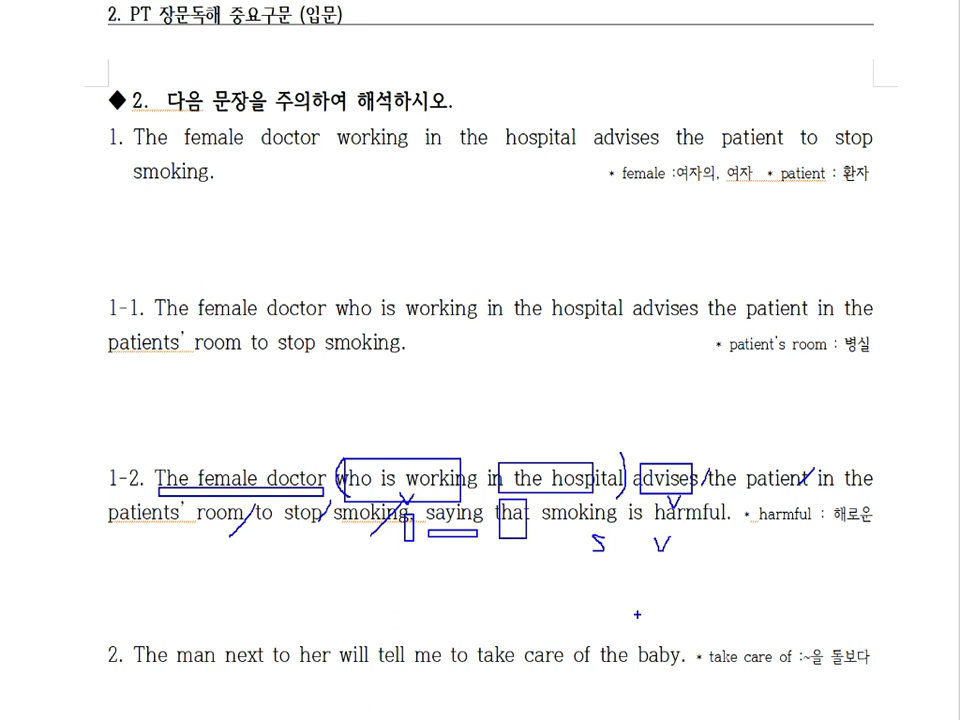 2. PT 장문독해 중요구문 (입문)
◆ 2. 다음 문장을 주의하여 해석하시오.
1. The female doctor working in the hospital advises the patient to stop
smoking. * female :여자의, 여자 * patient : 환자
1-1. The female doctor who is working in the hospital advises the patient in the
patients' room to stop smoking. * patient's room : 병실
1-2. The female doctor who is working in the hospital advises the patient in the
patients' room to stop smoking, saying that smoking is harmful. * harmful : 해로운
S V
2. The man next to her will tell me to take care of the baby. * take care of :~을 돌보다